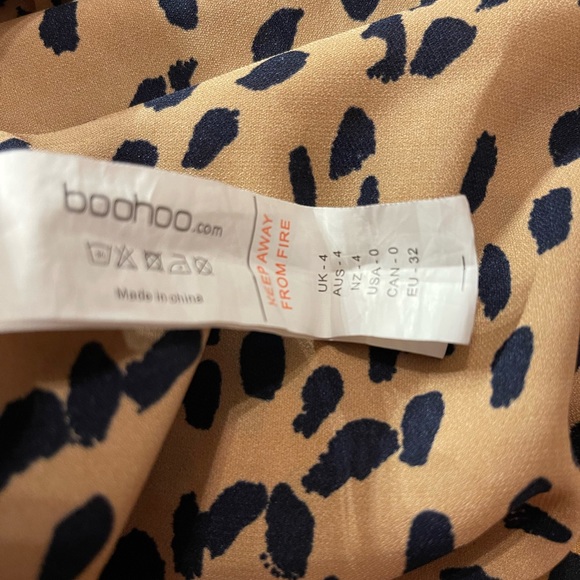 boohoo.com
Made in china
KEEP AWAY
FROM FIRE
UK - 4
AUS - 4
NZ - 4
USA - 0
CAN - 0
EU - 32